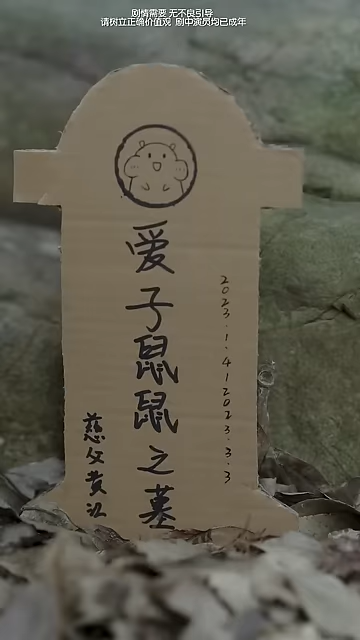 剧情需要 无不良引导
请树立正确价值观 剧中演员均已成年
2023.1.4|2023.3.3
爱子鼠鼠之墓
慈父黄